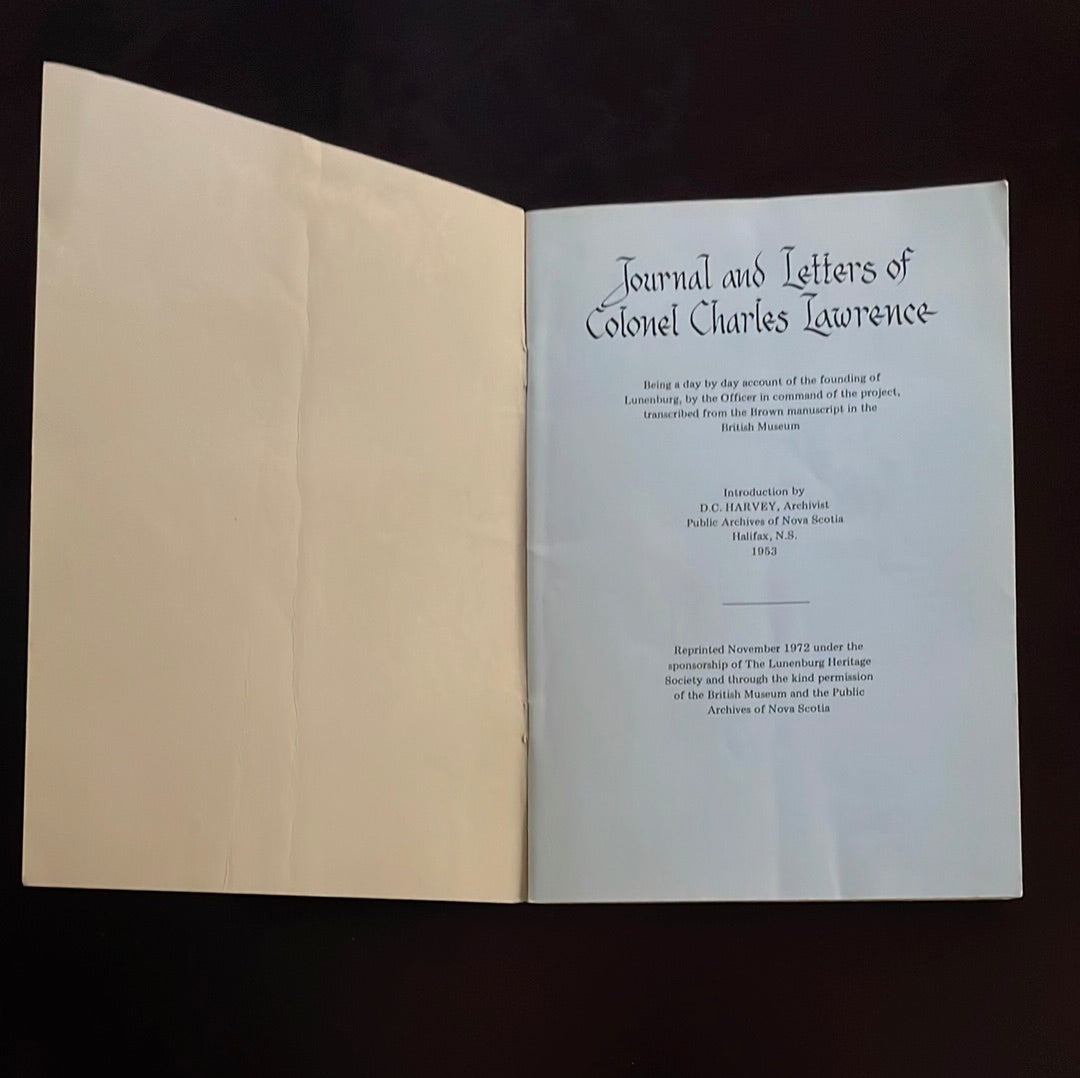 Journal and Letters of
Colonel Charles Lawrence
Being a day by day account of the founding of
Lunenburg, by the Officer in command of the project,
transcribed from the Brown manuscript in the
British Museum
Introduction by
D.C. HARVEY, Archivist
Public Archives of Nova Scotia
Halifax, N.S.
1953
Reprinted November 1972 under the
sponsorship of The Lunenburg Heritage
Society and through the kind permission
of the British Museum and the Public
Archives of Nova Scotia